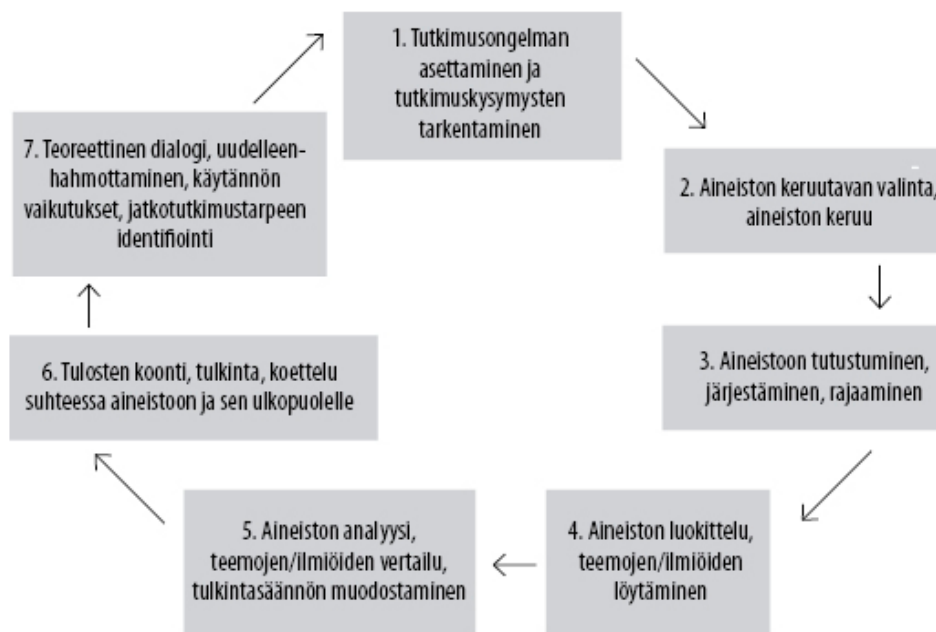 1. Tutkimusongelman
asettaminen ja
tutkimuskysymysten
tarkentaminen
2. Aineiston keruutavan valinta,
aineiston keruu
3. Aineistoon tutustuminen,
järjestäminen, rajaaminen
4. Aineiston luokittelu,
teemojen/ilmiöiden
löytäminen
5. Aineiston analyysi,
teemojen/ilmiöiden vertailu,
tulkintasäännön muodostaminen
6. Tulosten koonti, tulkinta, koettelu
suhteessa aineistoon ja sen ulkopuolelle
7. Teoreettinen dialogi, uudelleen-
hahmottaminen, käytännön
vaikutukset, jatkotutkimustarpeen
identifiointi